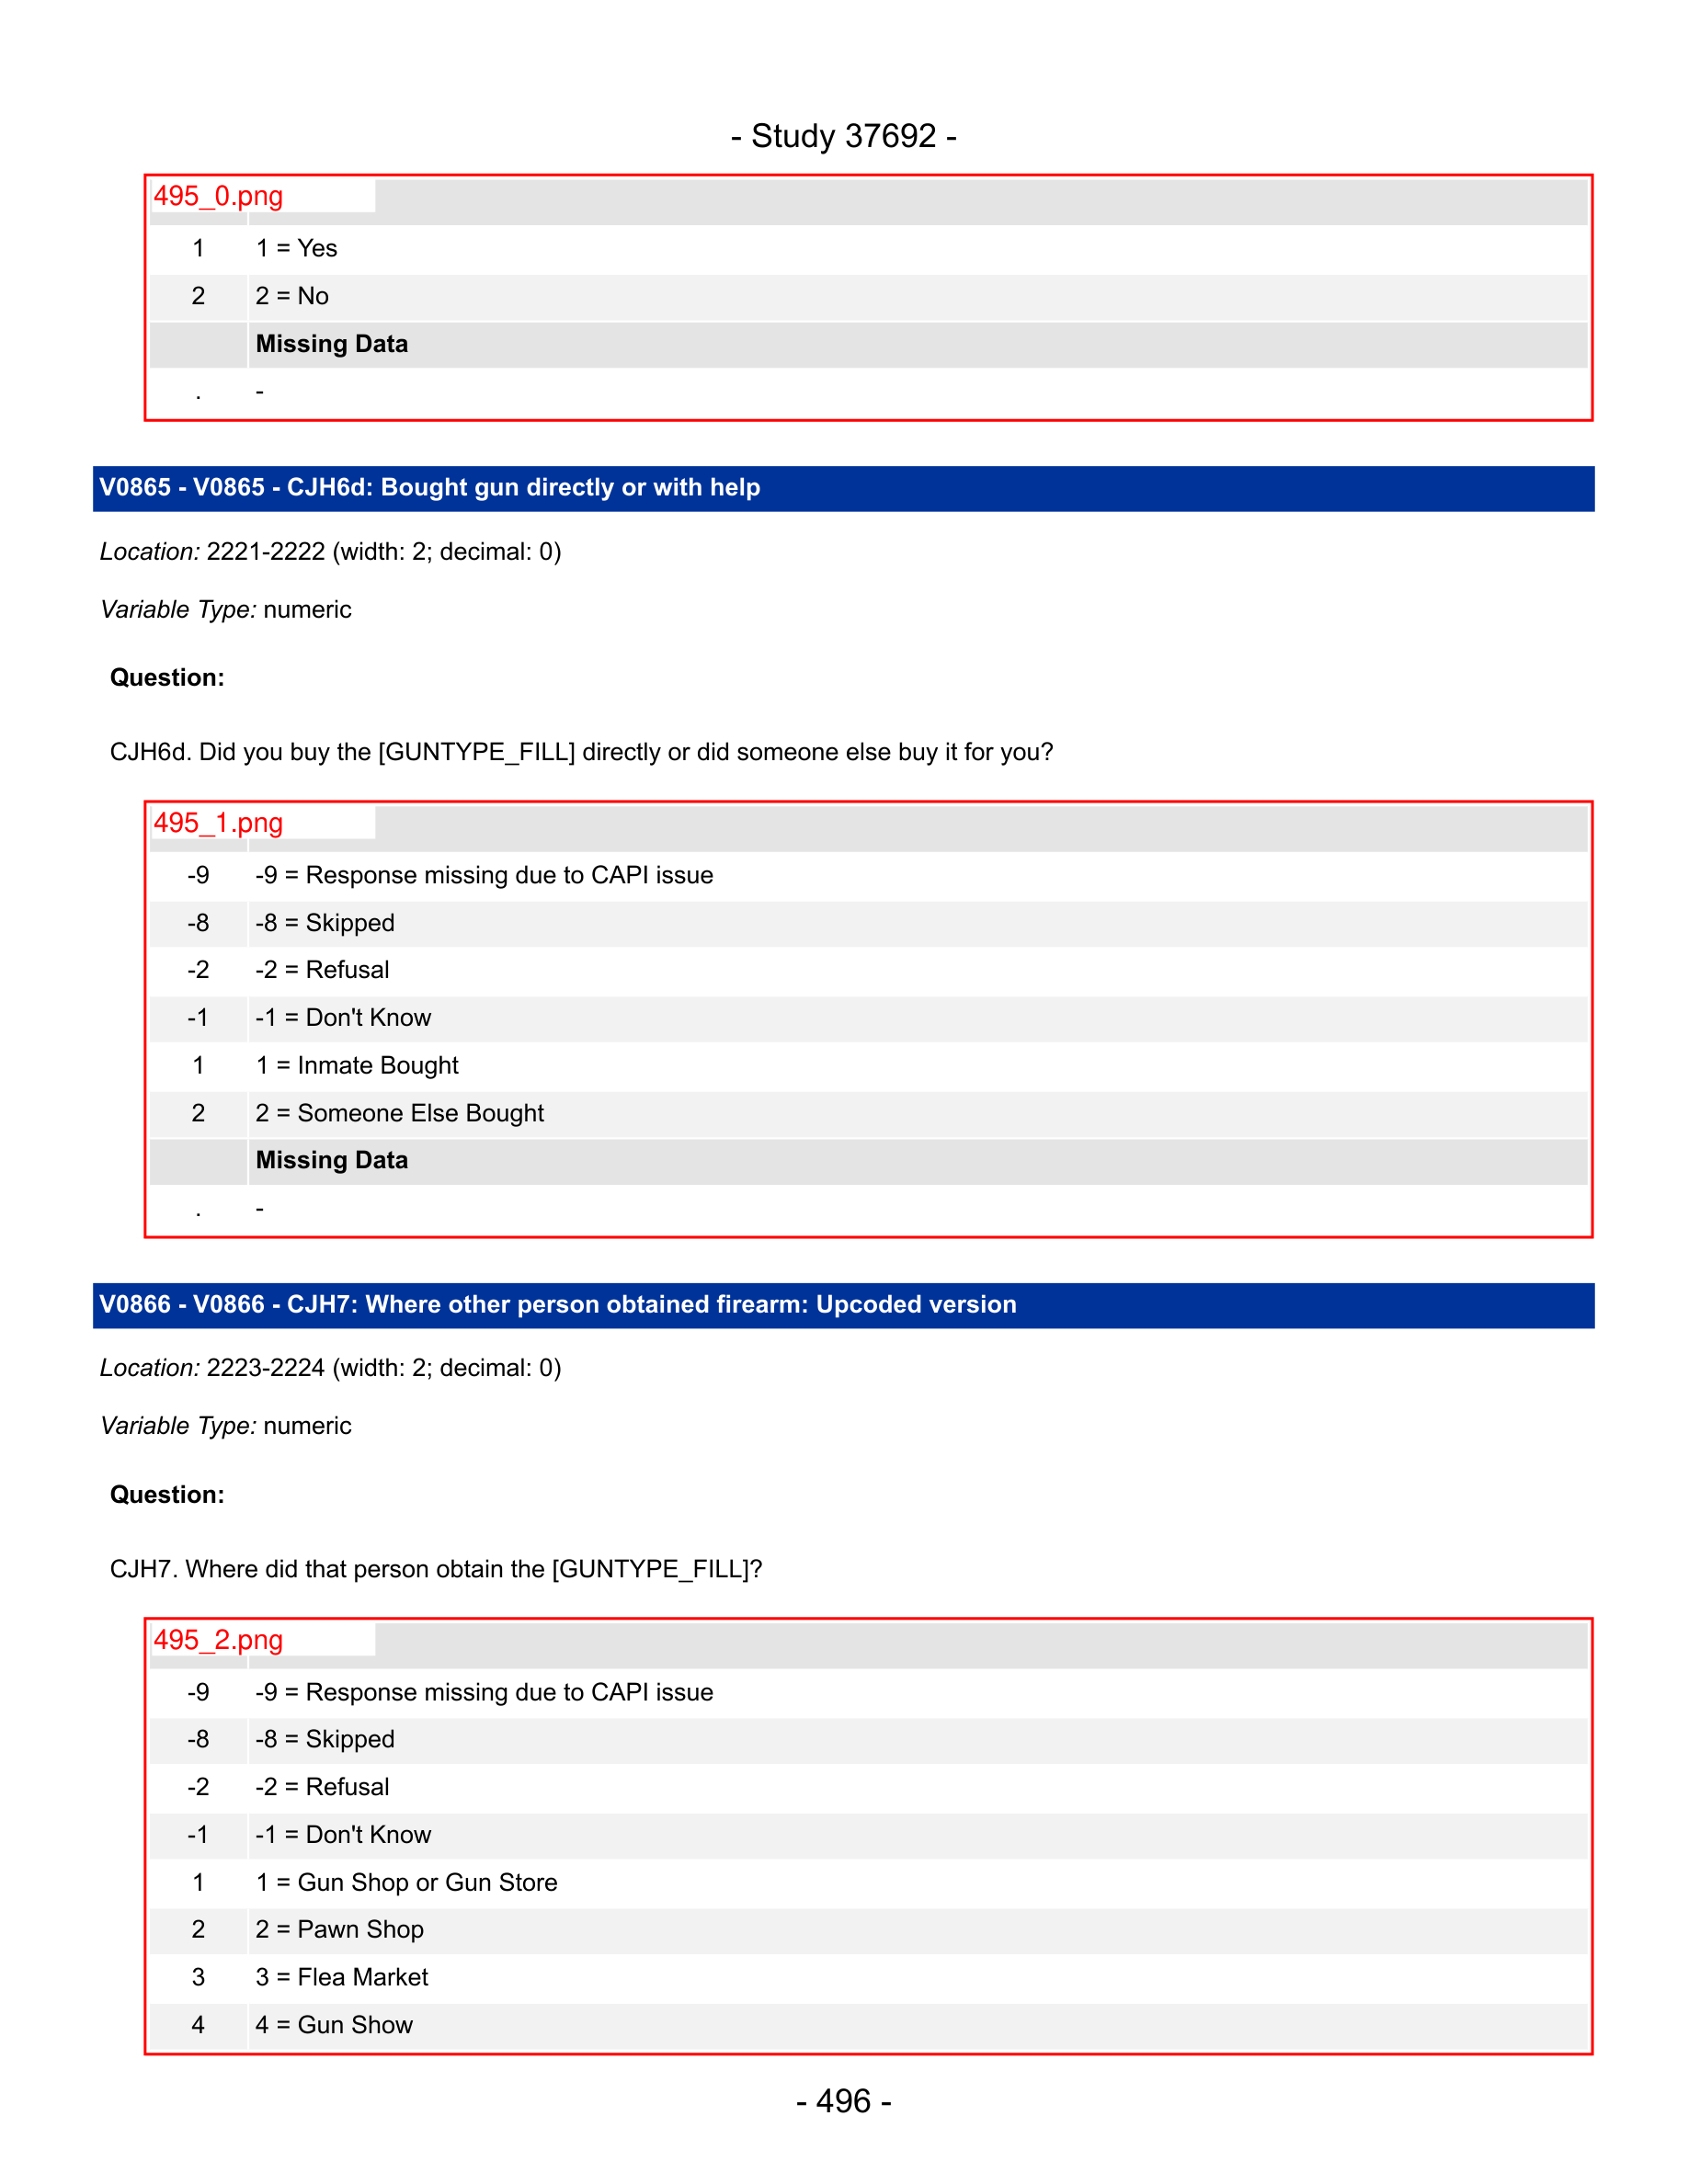 - Study 37692 -
495_0.png
1 1 = Yes
2 2 = No
Missing Data
. -
V0865 - V0865 - CJH6d: Bought gun directly or with help
Location: 2221-2222 (width: 2; decimal: 0)
Variable Type: numeric
Question:
CJH6d. Did you buy the [GUNTYPE_FILL] directly or did someone else buy it for you?
495_1.png
-9 -9 = Response missing due to CAPI issue
-8 -8 = Skipped
-2 -2 = Refusal
-1 -1 = Don't Know
1 1 = Inmate Bought
2 2 = Someone Else Bought
Missing Data
. -
V0866 - V0866 - CJH7: Where other person obtained firearm: Upcoded version
Location: 2223-2224 (width: 2; decimal: 0)
Variable Type: numeric
Question:
CJH7. Where did that person obtain the [GUNTYPE_FILL]?
495_2.png
-9 -9 = Response missing due to CAPI issue
-8 -8 = Skipped
-2 -2 = Refusal
-1 -1 = Don't Know
1 1 = Gun Shop or Gun Store
2 2 = Pawn Shop
3 3 = Flea Market
4 4 = Gun Show
- 496 -